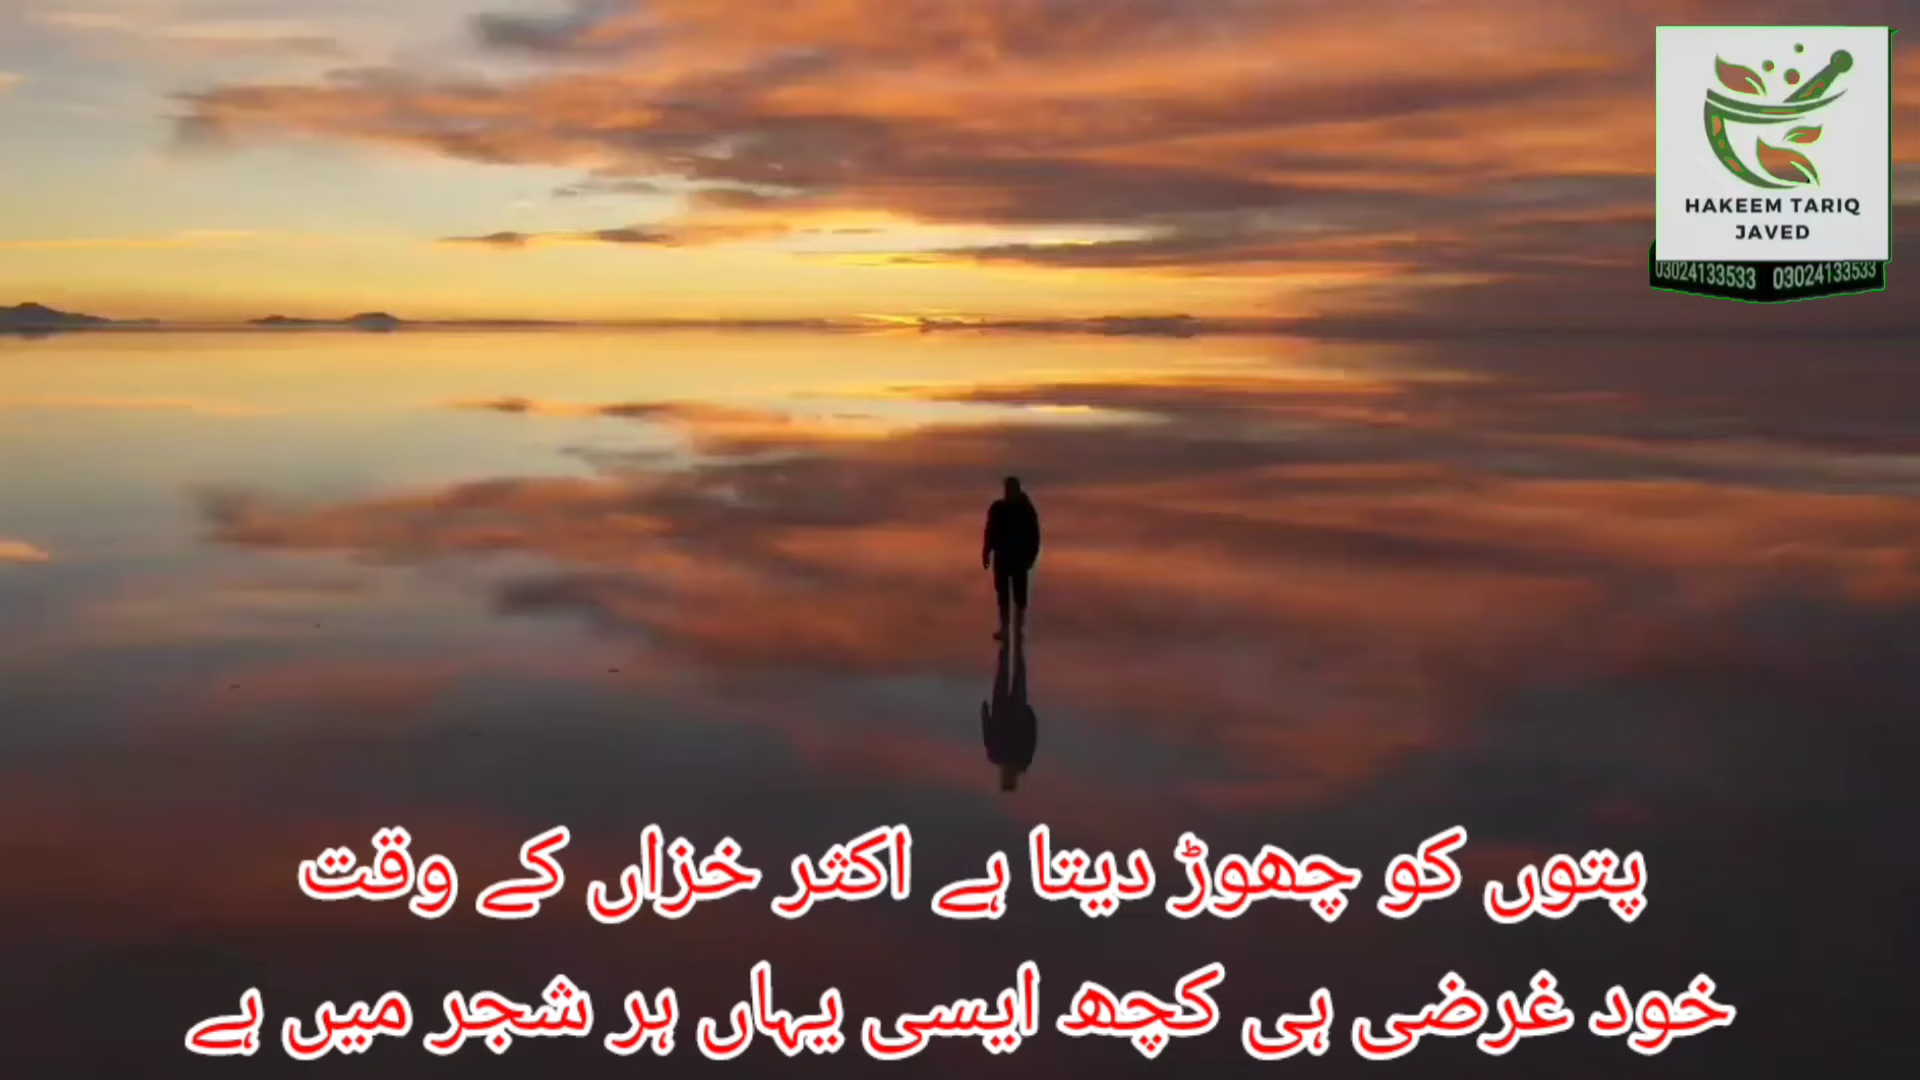 HAKEEM TARIQ
JAVED
03024133533 03024133533
پتوں کو چھوڑ دیتا ہے اکثر خزاں کے وقت
خود غرضی ہی کچھ ایسی یہاں ہر شجر میں ہے